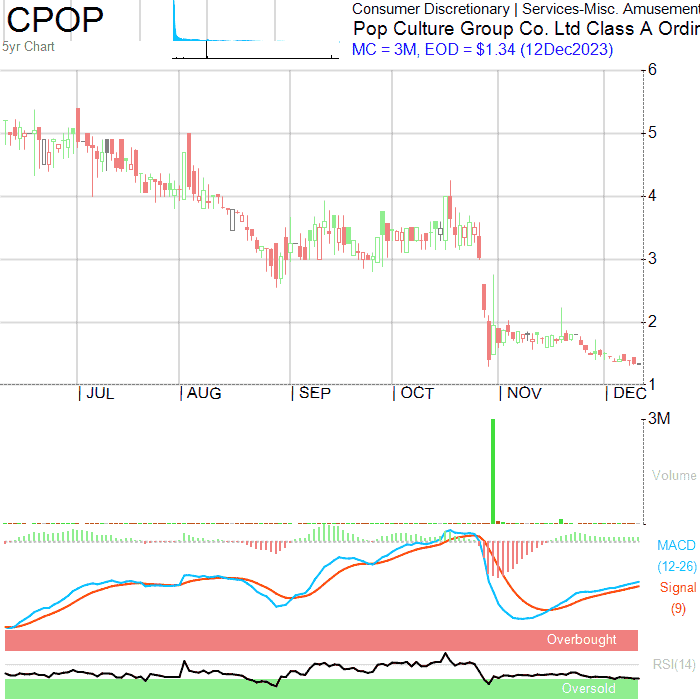 CPOP
5yr Chart
Consumer Discretionary | Services-Misc. Amusement
Pop Culture Group Co. Ltd Class A Ordin
MC = 3M, EOD = $1.34 (12Dec2023)
6
5
4
3
2
1
JUL
AUG
SEP
OCT
NOV
DEC
3M
Volume
MACD
(12-26)
Signal
(9)
Overbought
RSI(14)
Oversold